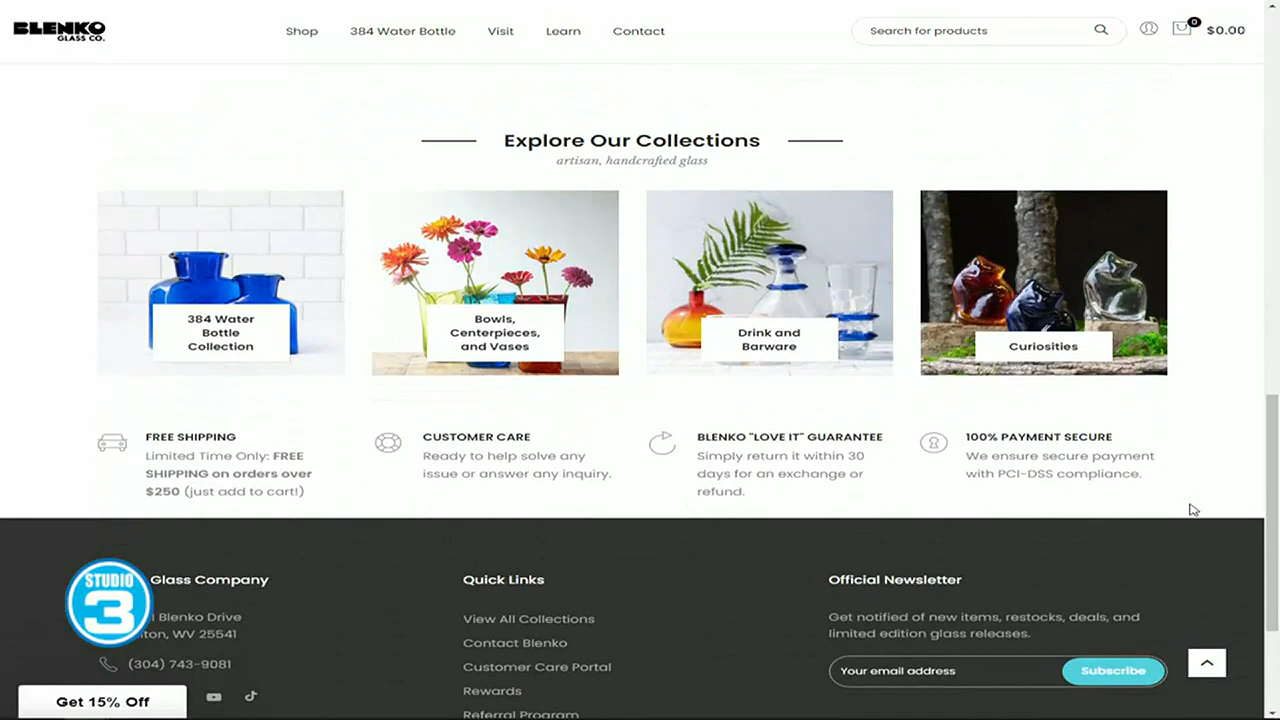 BLENKO
GLASS CO.
Shop
384 Water Bottle
Visit
Learn
Contact
Search for products
0
$0.00
Explore Our Collections
artisan, handcrafted glass
384 Water
Bottle
Collection
Bowls,
Centerpieces,
and Vases
Drink and
Barware
Curiosities
FREE SHIPPING
Limited Time Only: FREE
SHIPPING on orders over
$250 (just add to cart!)
CUSTOMER CARE
Ready to help solve any
issue or answer any inquiry.
BLENKO "LOVE IT" GUARANTEE
Simply return it within 30
days for an exchange or
refund.
100% PAYMENT SECURE
We ensure secure payment
with PCI-DSS compliance.
STUDIO
3
Glass Company
Blenko Drive
WV 25541
(304) 743-9081
Get 15% Off
Quick Links
View All Collections
Contact Blenko
Customer Care Portal
Rewards
Referral Program
Official Newsletter
Get notified of new items, restocks, deals, and
limited edition glass releases.
Your email address
Subscribe